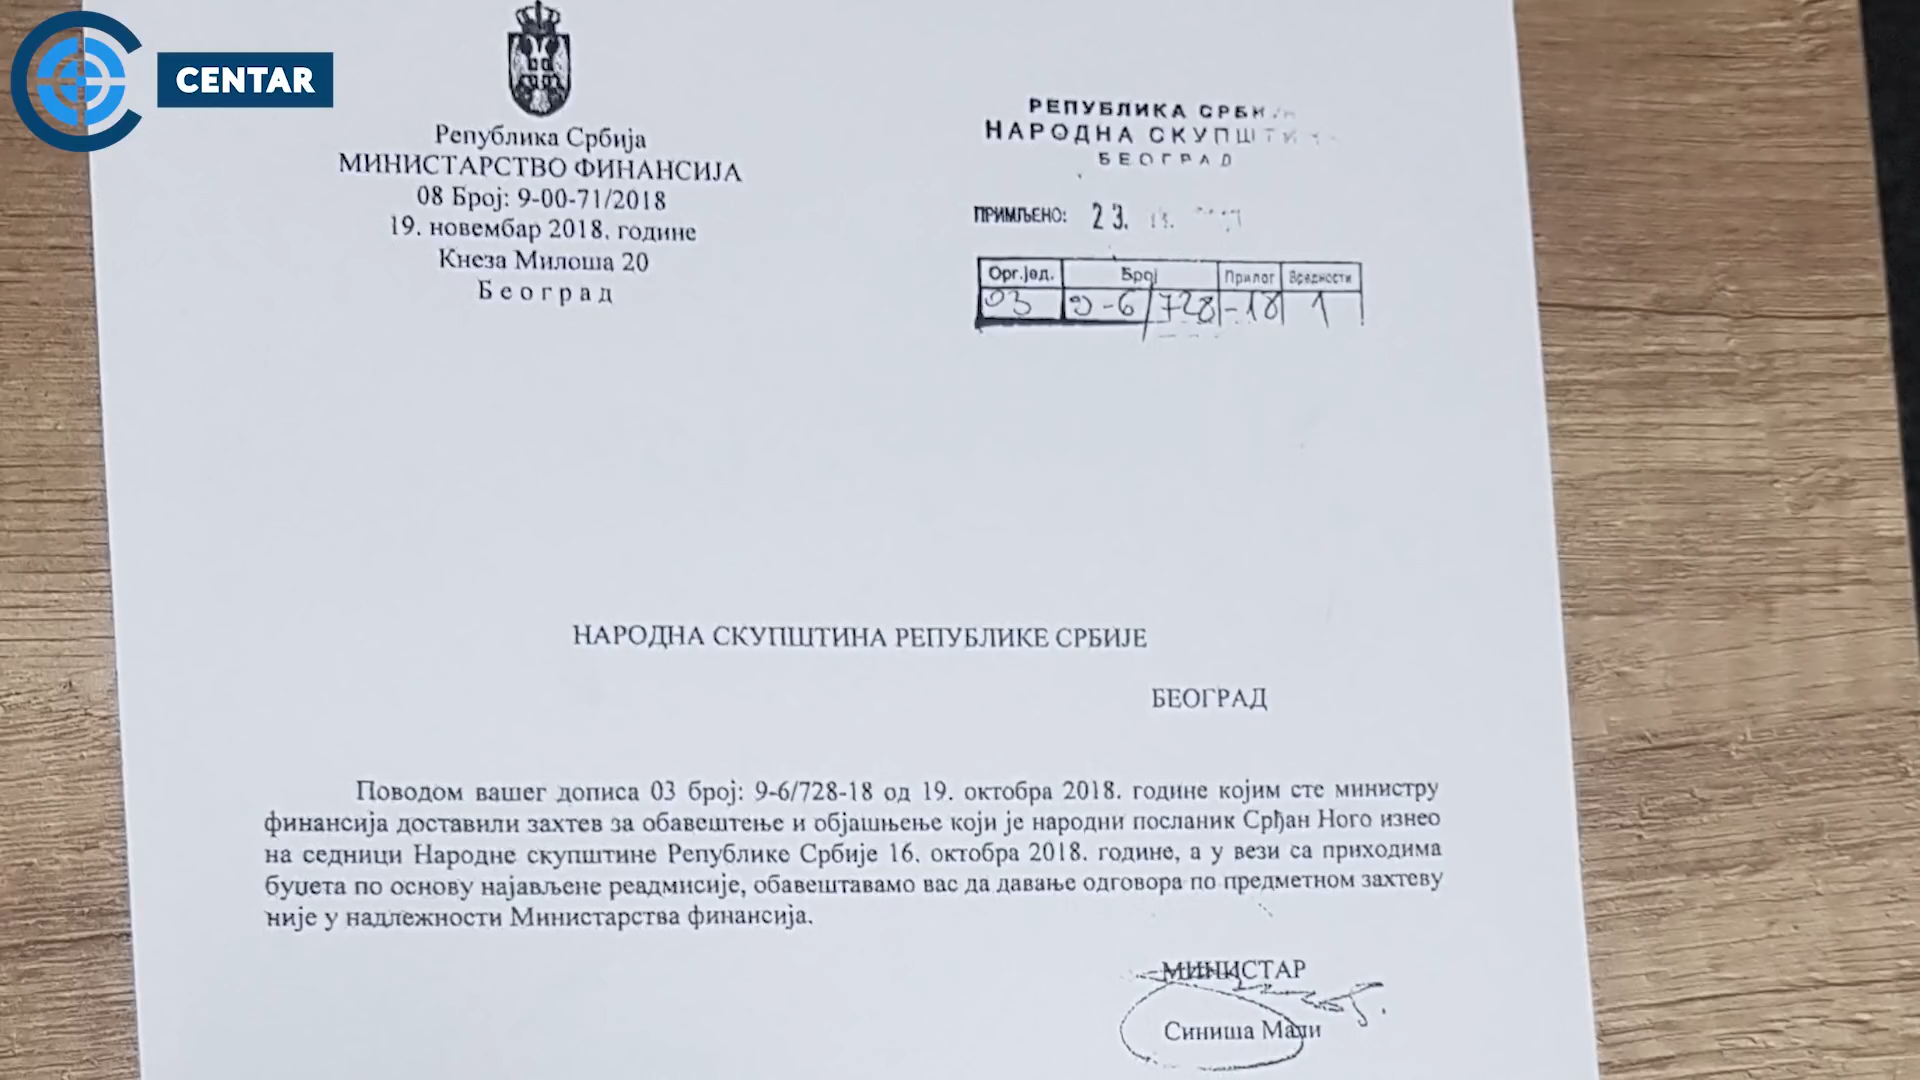 CENTAR
Република Србија
МИНИСТАРСТВО ФИНАНСИЈА
08 Број: 9-00-71/2018
19. новембар 2018. године
Кнеза Милоша 20
Београд
РЕПУБЛИКА СРБИЈА
НАРОДНА СКУПШТИНА
БЕОГРАД
ПРИМЉЕНО: 23.
Орг.јед. Број Прилог Вредности
03 9-6/728-18 1
НАРОДНА СКУПШТИНА РЕПУБЛИКЕ СРБИЈЕ
БЕОГРАД
Поводом вашег дописа 03 број: 9-6/728-18 од 19. октобра 2018. године којим сте министру
финансија доставили захтев за обавештење и објашњење који је народни посланик Срђан Ного изнео
на седници Народне скупштине Републике Србије 16. октобра 2018. године, а у вези са приходима
буџета по основу најављене реадмисије, обавештавамо вас да давање одговора по предметном захтеву
није у надлежности Министарства финансија.
МИНИСТАР
Синиша Мали